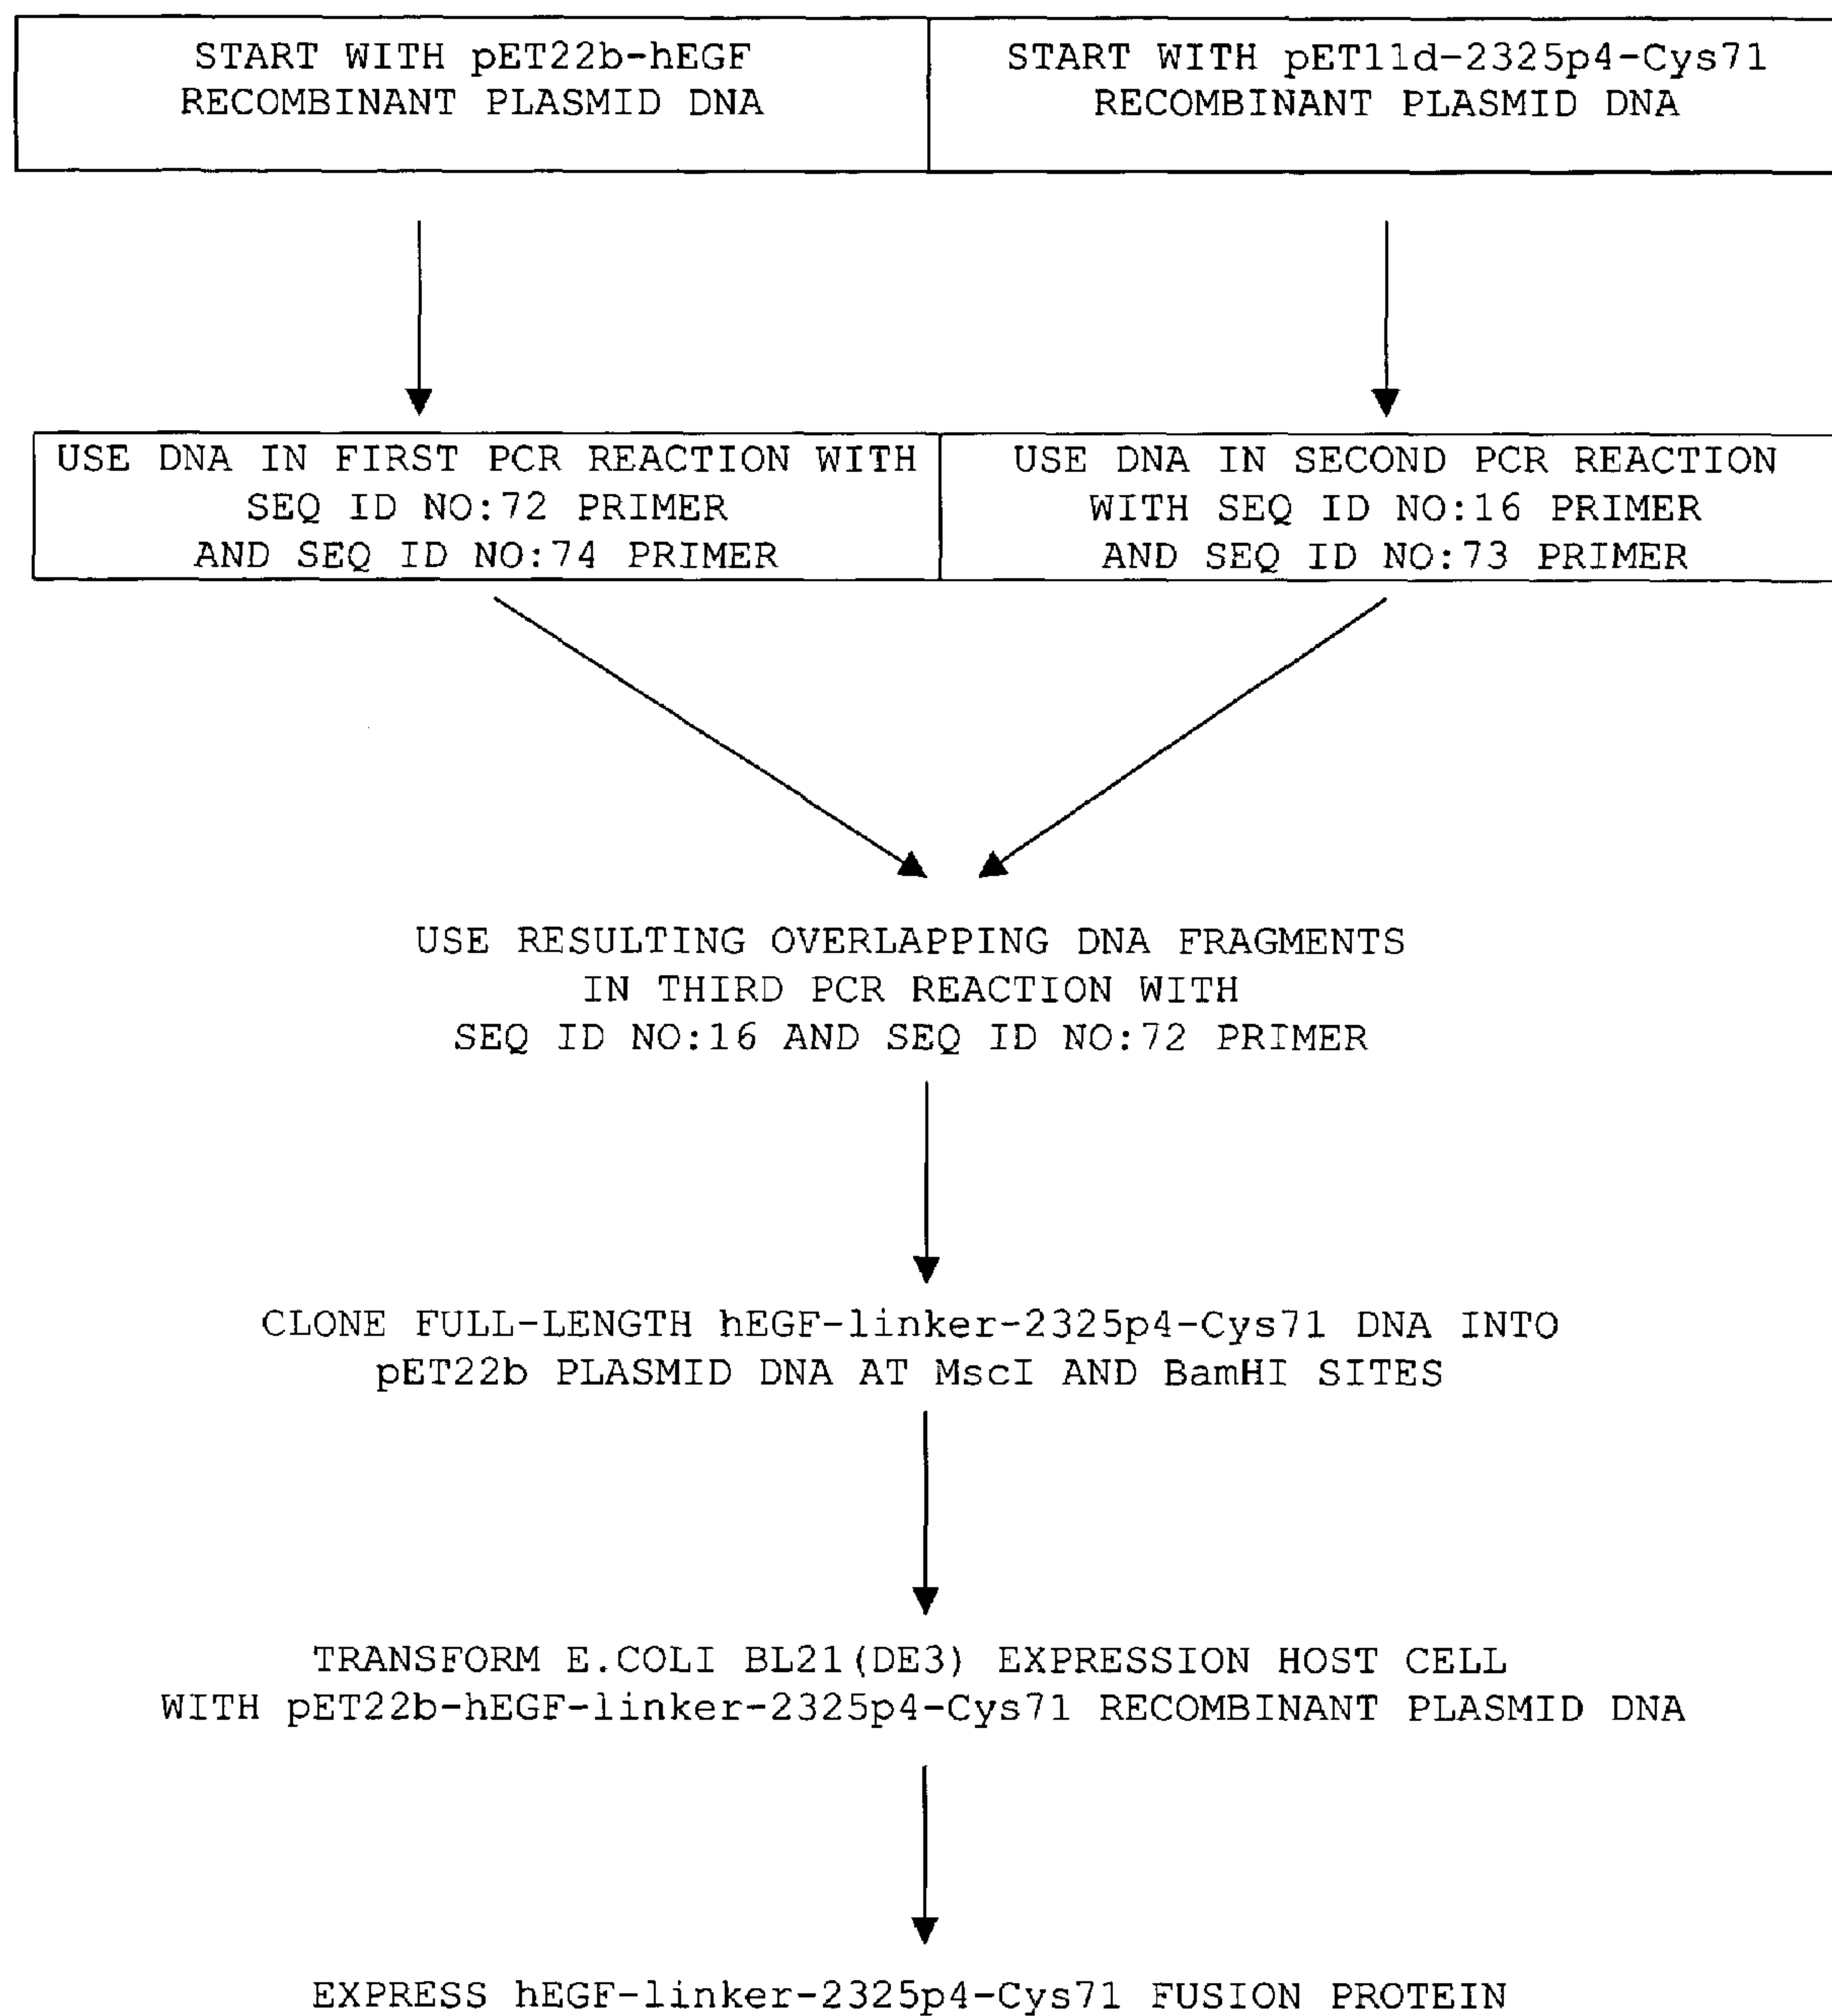 START WITH pET22b-hEGF
RECOMBINANT PLASMID DNA
START WITH pET11d-2325p4-Cys71
RECOMBINANT PLASMID DNA
USE DNA IN FIRST PCR REACTION WITH
SEQ ID NO:72 PRIMER
AND SEQ ID NO:74 PRIMER
USE DNA IN SECOND PCR REACTION
WITH SEQ ID NO:16 PRIMER
AND SEQ ID NO:73 PRIMER
USE RESULTING OVERLAPPING DNA FRAGMENTS
IN THIRD PCR REACTION WITH
SEQ ID NO:16 AND SEQ ID NO:72 PRIMER
CLONE FULL-LENGTH hEGF-linker-2325p4-Cys71 DNA INTO
pET22b PLASMID DNA AT MscI AND BamHI SITES
TRANSFORM E.COLI BL21(DE3) EXPRESSION HOST CELL
WITH pET22b-hEGF-linker-2325p4-Cys71 RECOMBINANT PLASMID DNA
EXPRESS hEGF-linker-2325p4-Cys71 FUSION PROTEIN